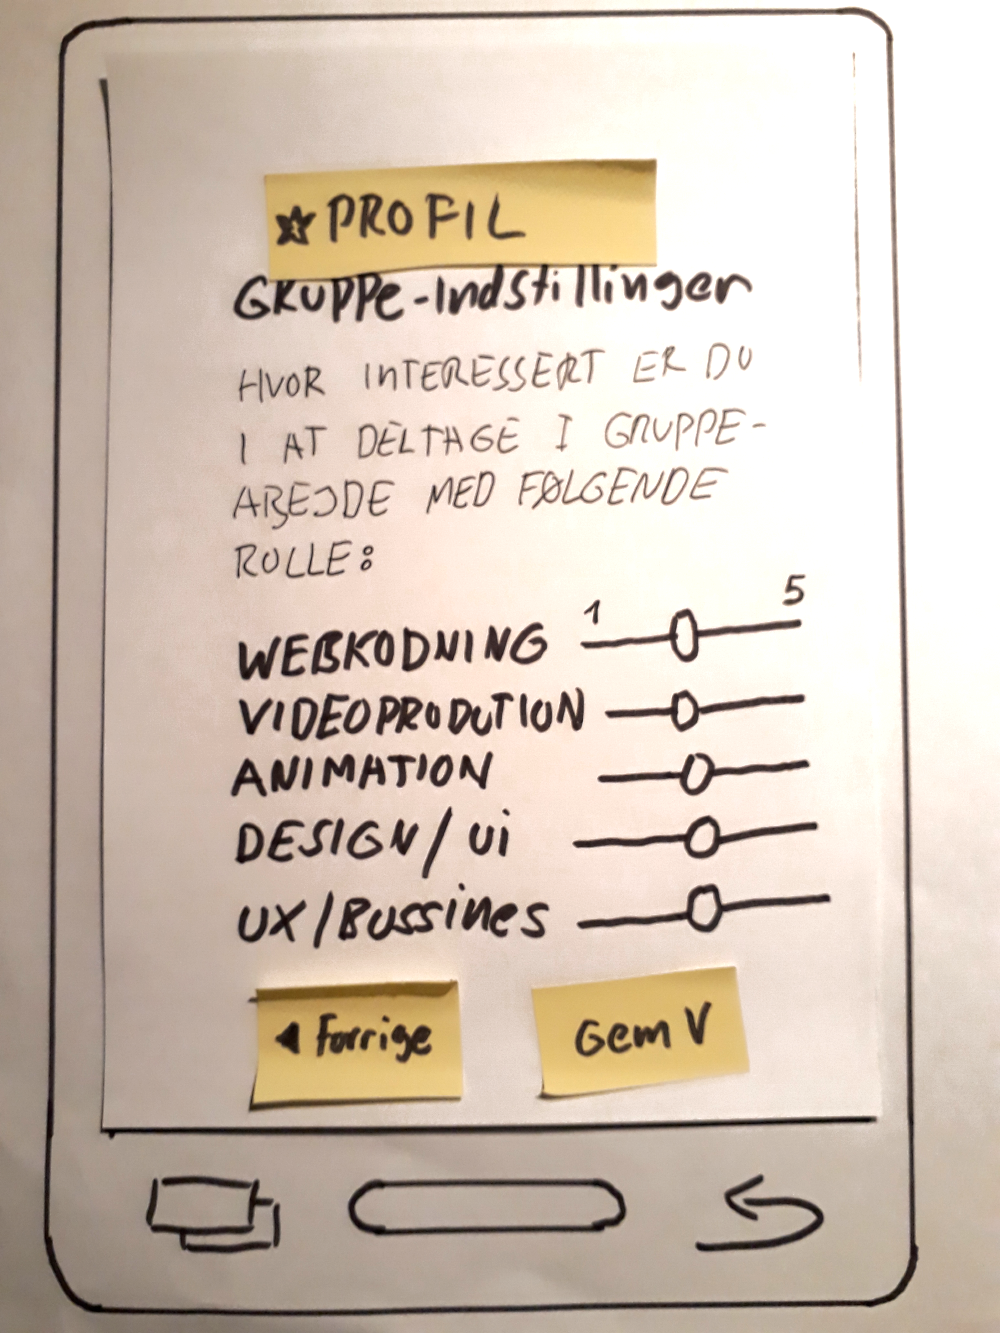 PROFIL
GRUPPE-Indstillinger
HVOR INTERESSERT ER DU
I AT DELTAGE I GRUPPE-
ABEJDE MED FØLGENDE
ROLLE:
1 5
WEBKODNING
VIDEOPRODUTION
ANIMATION
DESIGN/Ui
UX/BUSSINES
Forrige
Gem V